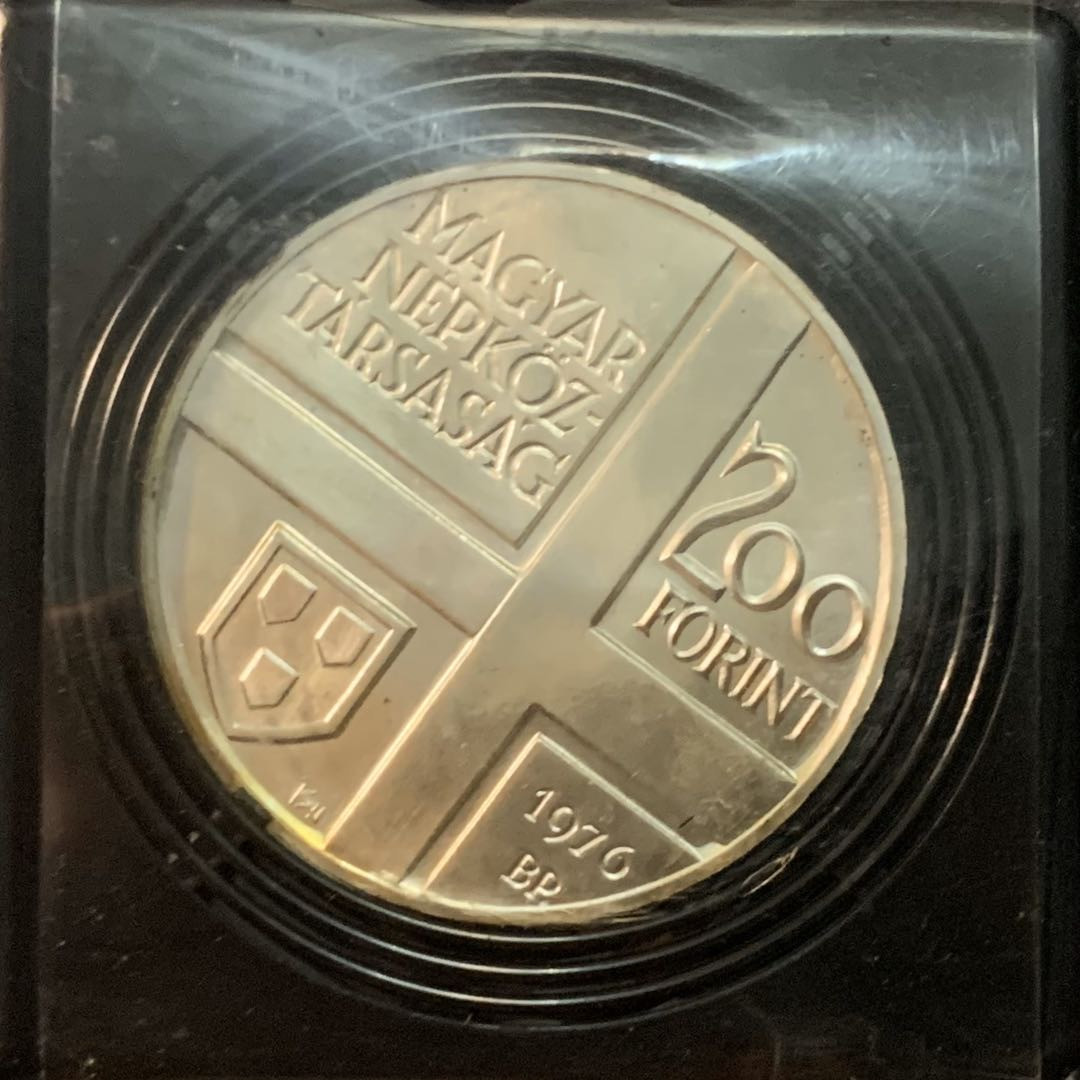 MAGYAR
NÉPKÖZ-
TÁRSASÁG
200
FORINT
1976
BP.